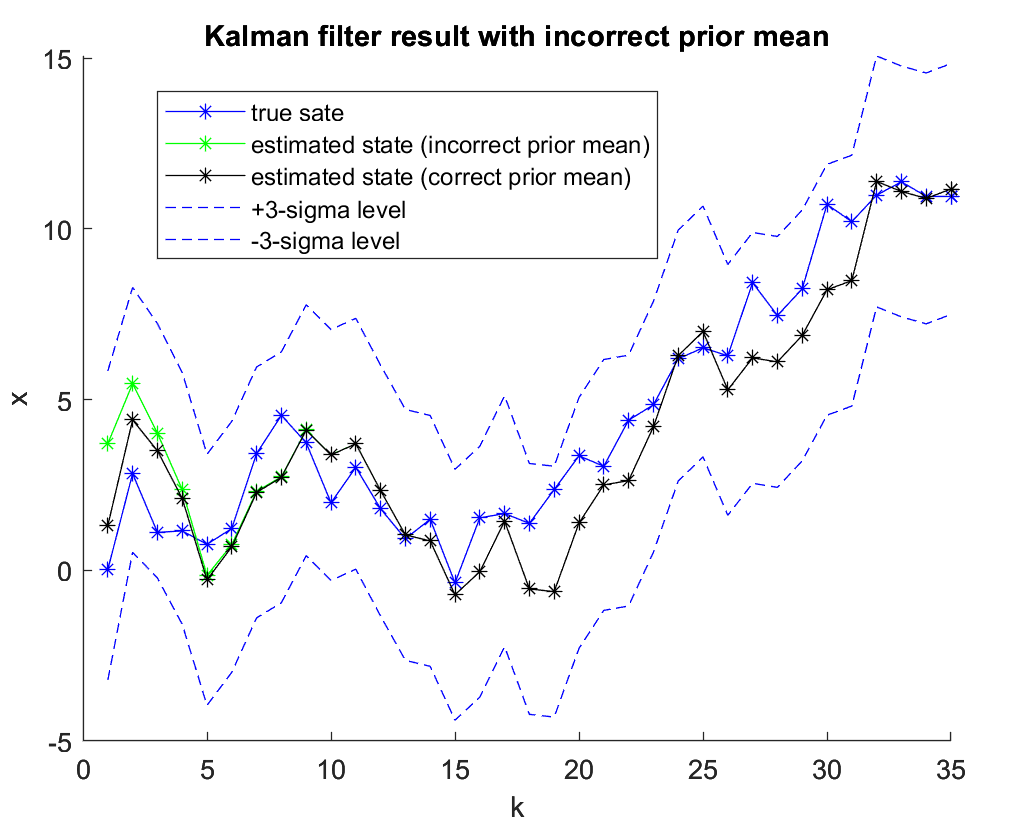 Kalman filter result with incorrect prior mean
15
true sate
estimated state (incorrect prior mean)
estimated state (correct prior mean)
+3-sigma level
-3-sigma level
10
5
x
0
-5
0 5 10 15 20 25 30 35
k